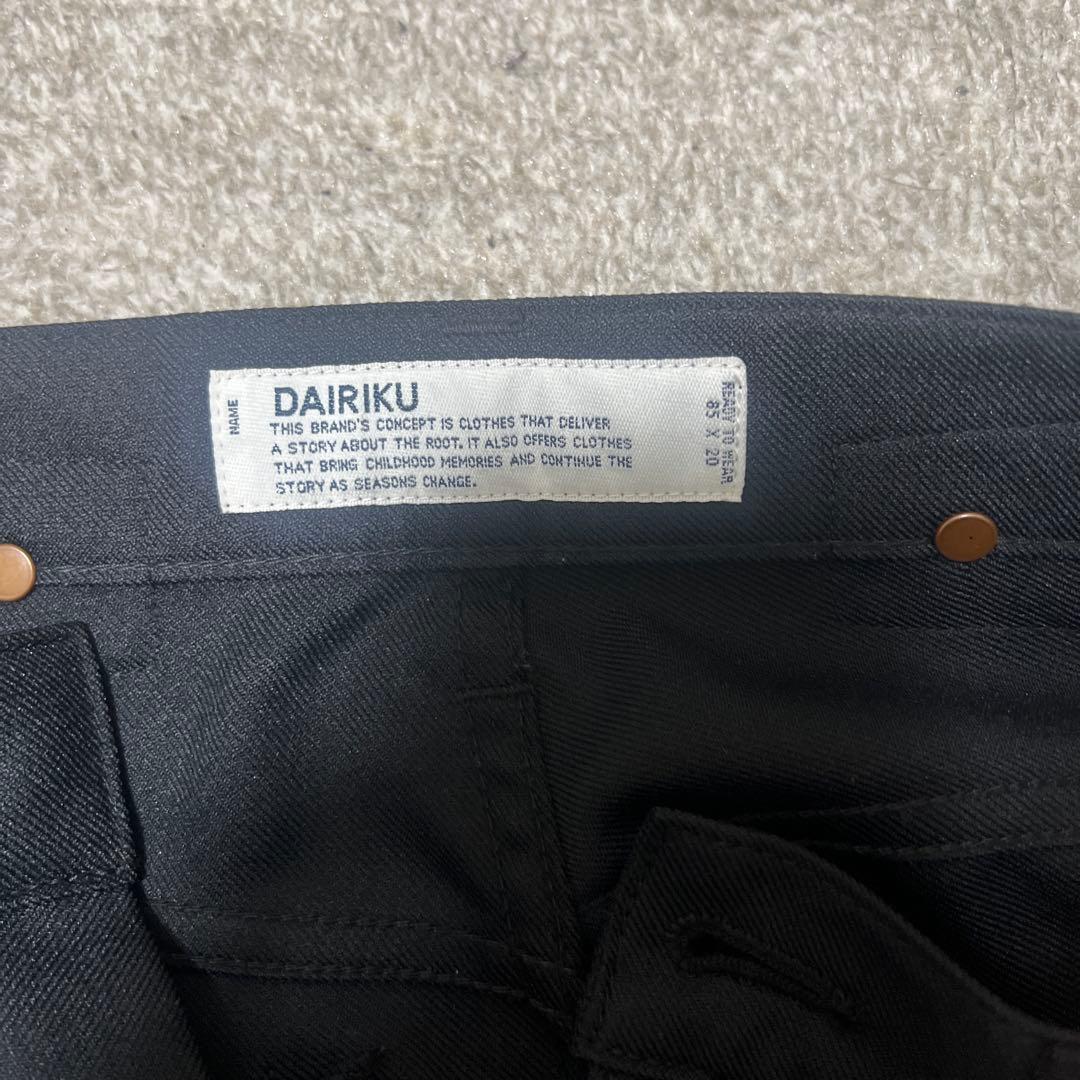 NAME
DAIRIKU
THIS BRAND'S CONCEPT IS CLOTHES THAT DELIVER
A STORY ABOUT THE ROOT. IT ALSO OFFERS CLOTHES
THAT BRING CHILDHOOD MEMORIES AND CONTINUE THE
STORY AS SEASONS CHANGE.
READY TO WEAR
85 X 20